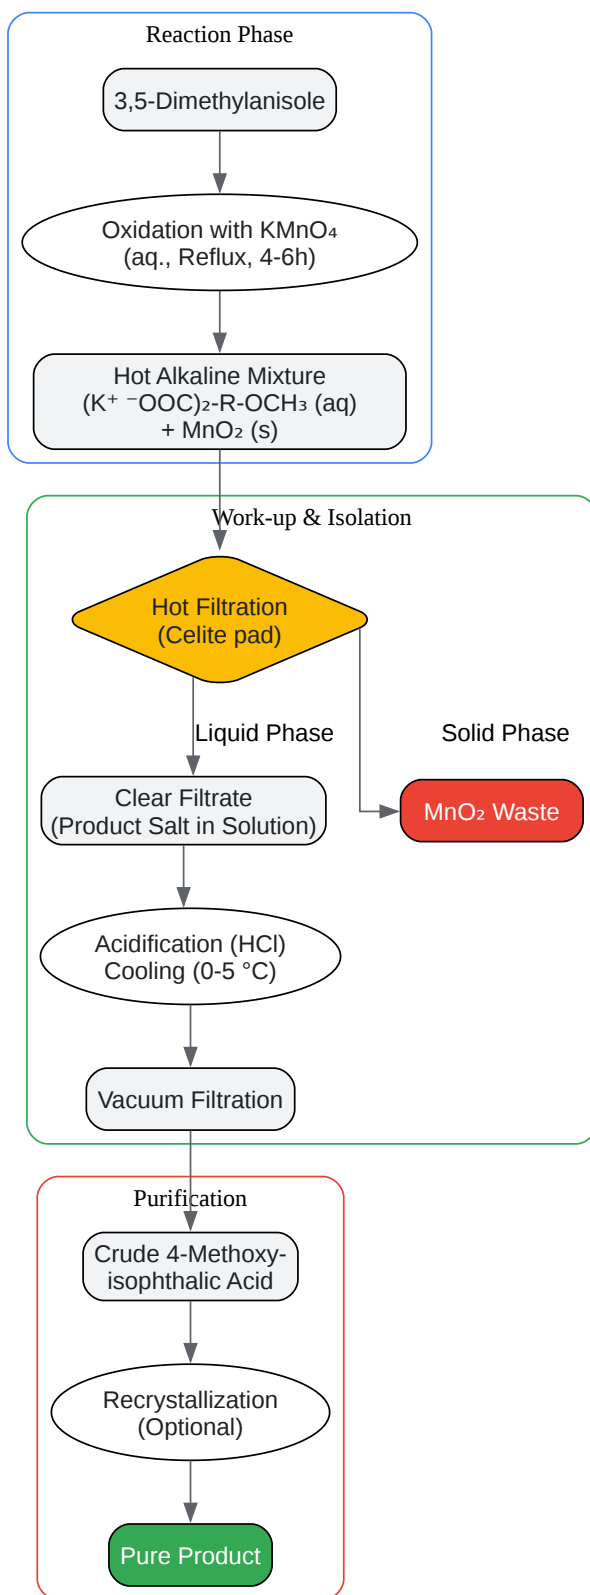 Reaction Phase
3,5-Dimethylanisole
Oxidation with KMnO₄
(aq., Reflux, 4-6h)
Hot Alkaline Mixture
(K⁺ ⁻OOC)₂-R-OCH₃ (aq)
+ MnO₂ (s)
Work-up & Isolation
Hot Filtration
(Celite pad)
Liquid Phase
Solid Phase
Clear Filtrate
(Product Salt in Solution)
MnO₂ Waste
Acidification (HCl)
Cooling (0-5 °C)
Vacuum Filtration
Purification
Crude 4-Methoxy-
isophthalic Acid
Recrystallization
(Optional)
Pure Product